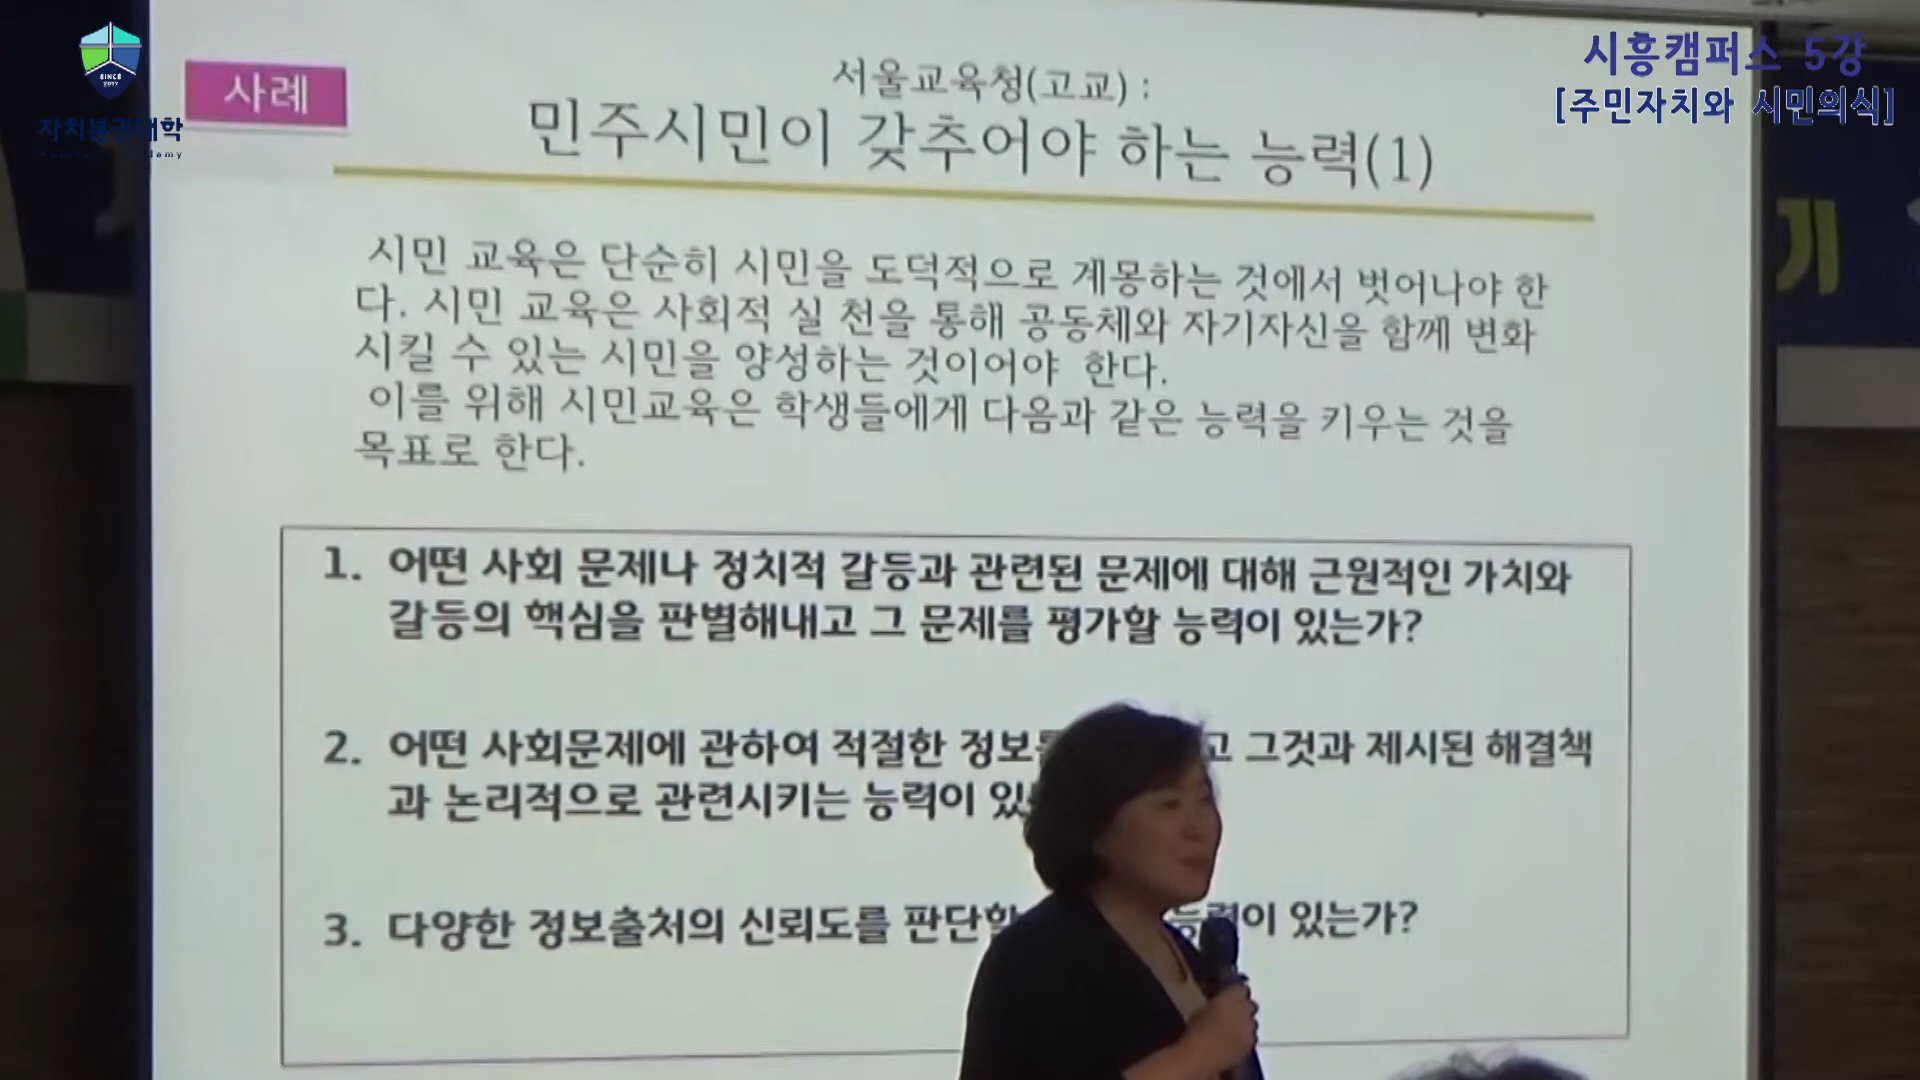 시흥캠퍼스 5강
[주민자치와 시민의식]
SINCE
2017
자치분권대학
사례
서울교육청(고교) :
민주시민이 갖추어야 하는 능력(1)
시민 교육은 단순히 시민을 도덕적으로 계몽하는 것에서 벗어나야 한
다. 시민 교육은 사회적 실 천을 통해 공동체와 자기자신을 함께 변화
시킬 수 있는 시민을 양성하는 것이어야 한다.
이를 위해 시민교육은 학생들에게 다음과 같은 능력을 키우는 것을
목표로 한다.
1. 어떤 사회 문제나 정치적 갈등과 관련된 문제에 대해 근원적인 가치와
갈등의 핵심을 판별해내고 그 문제를 평가할 능력이 있는가?
2. 어떤 사회문제에 관하여 적절한 정보를 고 그것과 제시된 해결책
과 논리적으로 관련시키는 능력이 있
3. 다양한 정보출처의 신뢰도를 판단할 능력이 있는가?
기